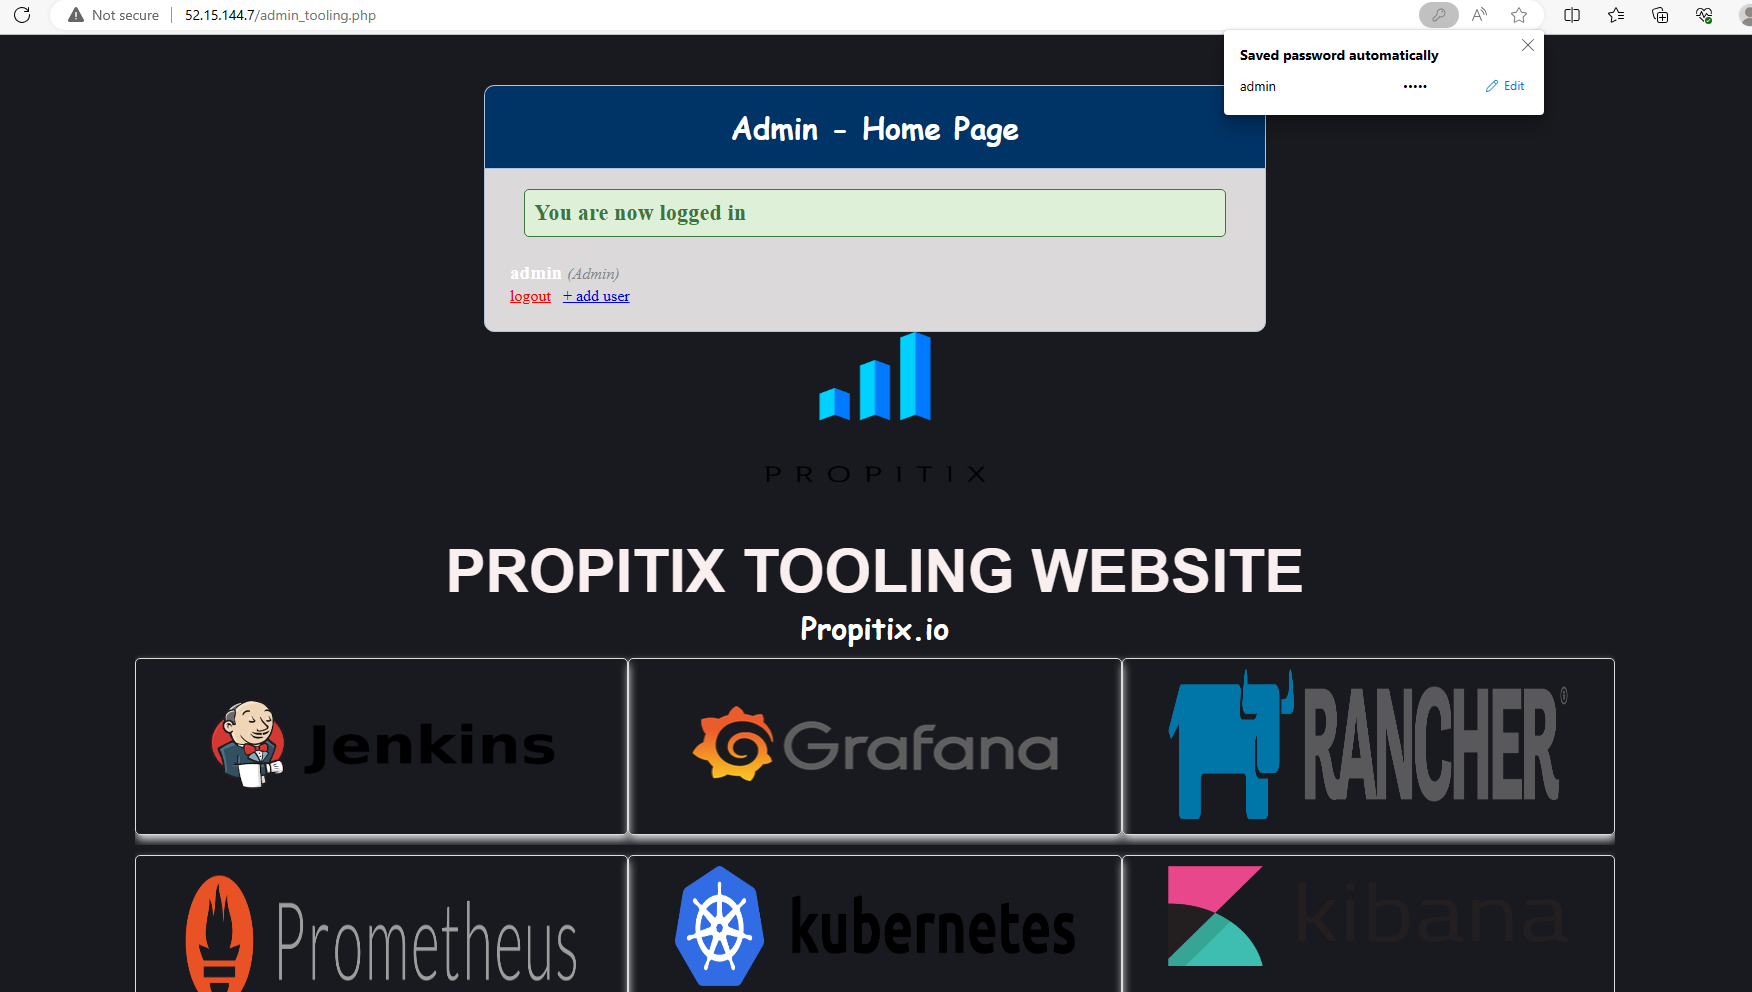 Not secure
52.15.144.7/admin_tooling.php
Saved password automatically
admin ••••• Edit
Admin - Home Page
You are now logged in
admin (Admin)
logout + add user
PROPITIX
PROPITIX TOOLING WEBSITE
Propitix.io
Jenkins
Grafana
RANCHER®
Prometheus
kubernetes
kibana